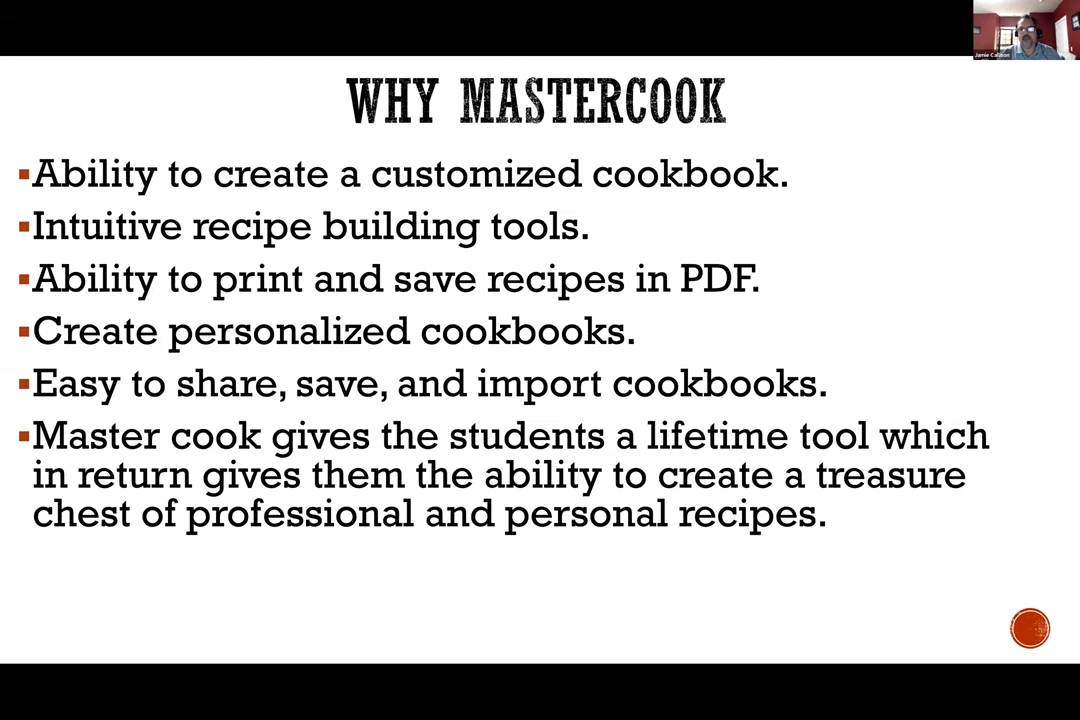 WHY MASTERCOOK
▪Ability to create a customized cookbook.
▪Intuitive recipe building tools.
▪Ability to print and save recipes in PDF.
▪Create personalized cookbooks.
▪Easy to share, save, and import cookbooks.
▪Master cook gives the students a lifetime tool which
in return gives them the ability to create a treasure
chest of professional and personal recipes.
Jamie